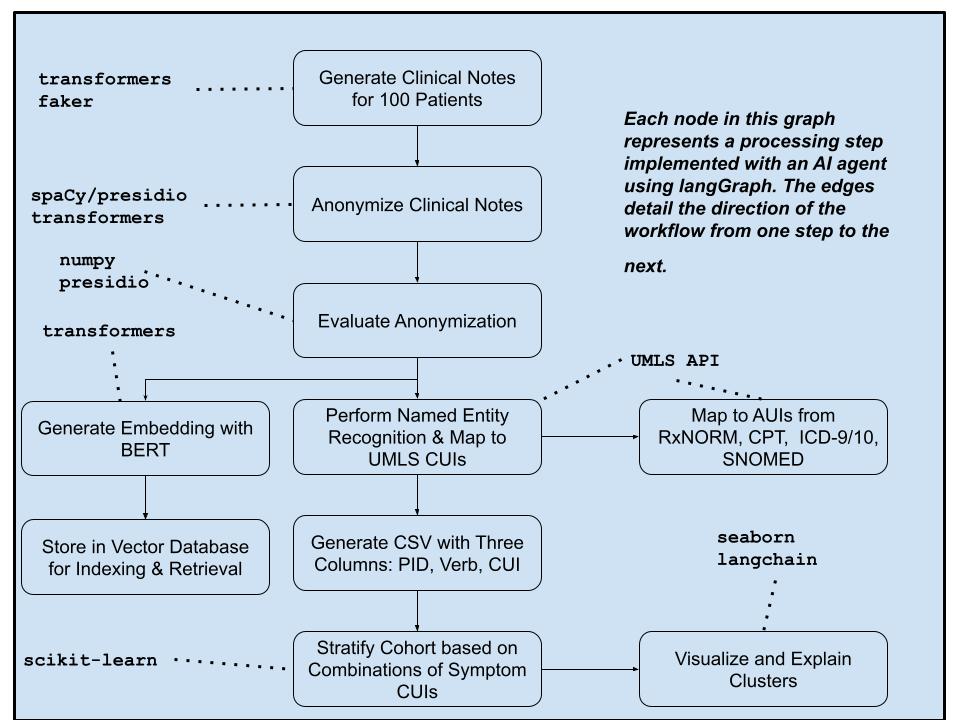 transformers
faker
Generate Clinical Notes
for 100 Patients
Each node in this graph
represents a processing step
implemented with an AI agent
using langGraph. The edges
detail the direction of the
workflow from one step to the
next.
spaCy/presidio
transformers
Anonymize Clinical Notes
numpy
presidio
Evaluate Anonymization
transformers
UMLS API
Generate Embedding with
BERT
Perform Named Entity
Recognition & Map to
UMLS CUIs
Map to AUIs from
RxNORM, CPT, ICD-9/10,
SNOMED
Store in Vector Database
for Indexing & Retrieval
Generate CSV with Three
Columns: PID, Verb, CUI
seaborn
langchain
scikit-learn
Stratify Cohort based on
Combinations of Symptom
CUIs
Visualize and Explain
Clusters